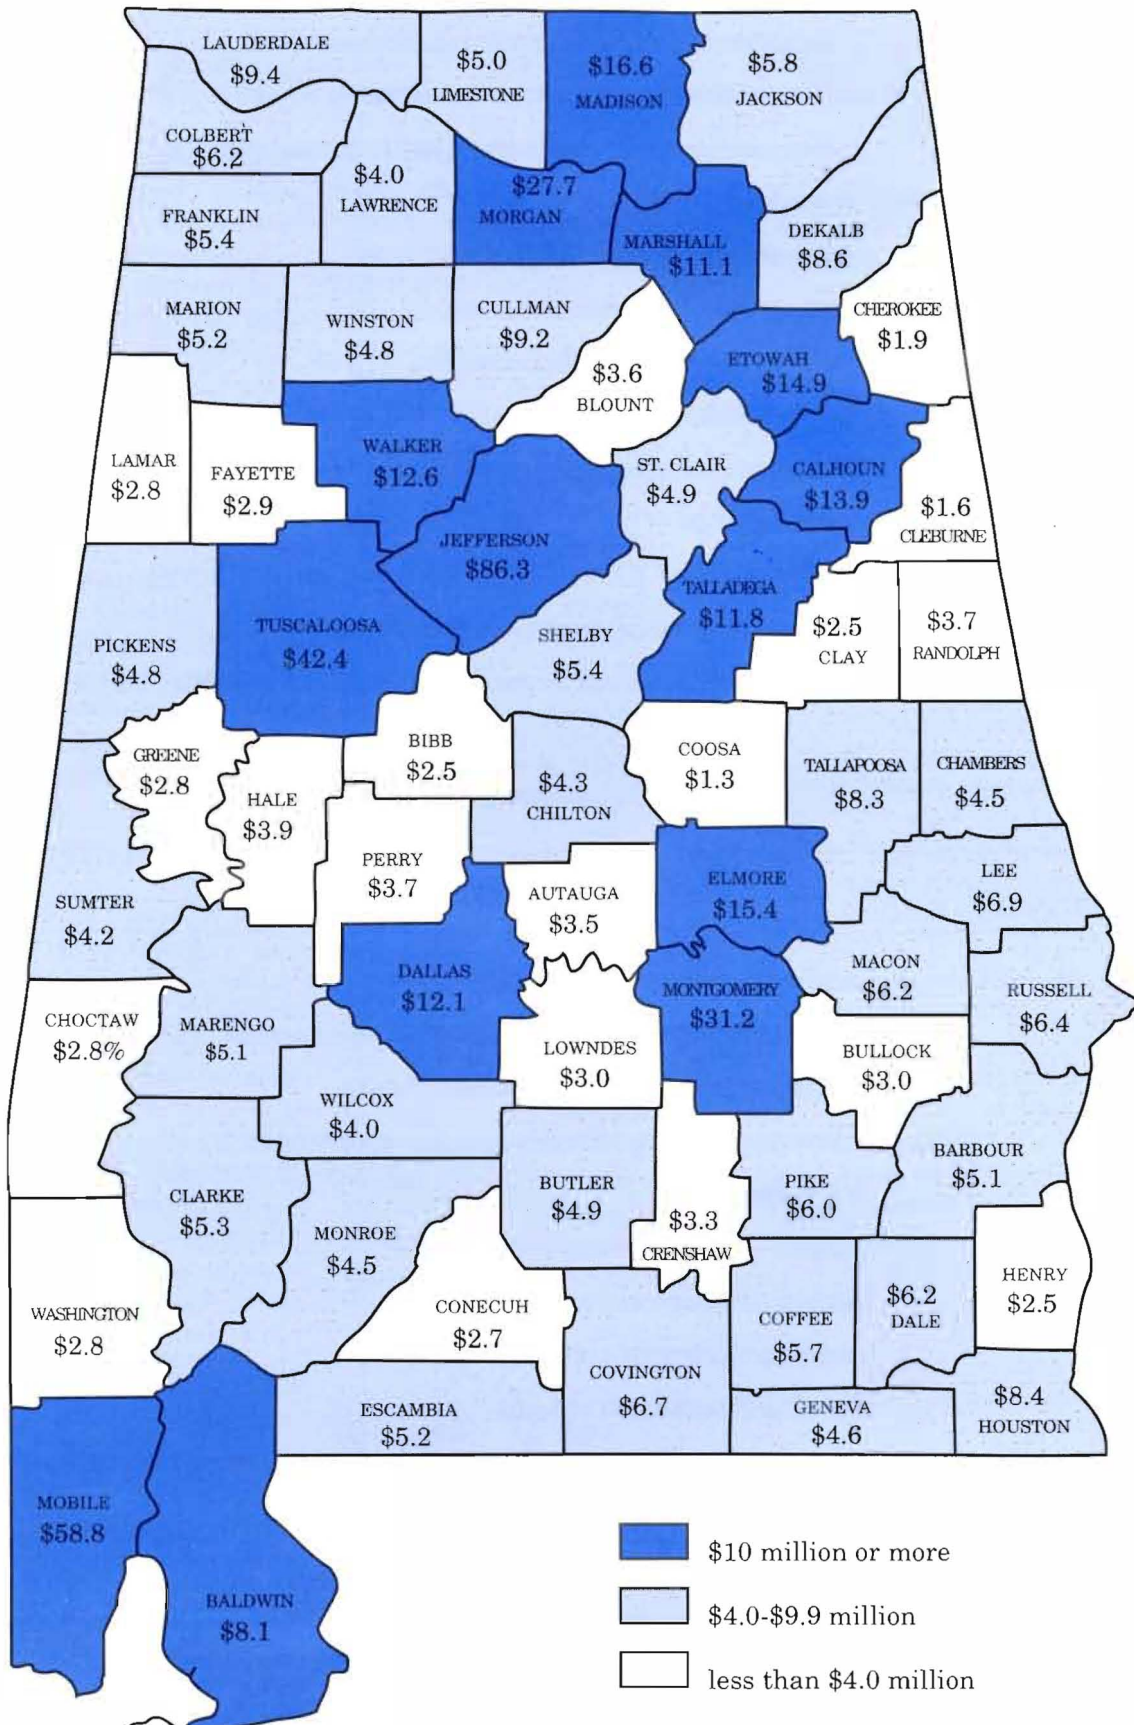 LAUDERDALE
$9.4
$5.0
LIMESTONE
$16.6
MADISON
$5.8
JACKSON
COLBERT
$6.2
$4.0
LAWRENCE
$27.7
MORGAN
FRANKLIN
$5.4
MARSHALL
$11.1
DEKALB
$8.6
MARION
$5.2
WINSTON
$4.8
CULLMAN
$9.2
CHEROKEE
$1.9
$3.6
BLOUNT
ETOWAH
$14.9
LAMAR
$2.8
FAYETTE
$2.9
WALKER
$12.6
ST. CLAIR
$4.9
CALHOUN
$13.9
$1.6
CLEBURNE
JEFFERSON
$86.3
TALLADEGA
$11.8
PICKENS
$4.8
TUSCALOOSA
$42.4
SHELBY
$5.4
$2.5
CLAY
$3.7
RANDOLPH
GREENE
$2.8
HALE
$3.9
BIBB
$2.5
$4.3
CHILTON
COOSA
$1.3
TALLAPOOSA
$8.3
CHAMBERS
$4.5
PERRY
$3.7
AUTAUGA
$3.5
ELMORE
$15.4
LEE
$6.9
SUMTER
$4.2
DALLAS
$12.1
MONTGOMERY
$31.2
MACON
$6.2
RUSSELL
$6.4
CHOCTAW
$2.8%
MARENGO
$5.1
LOWNDES
$3.0
BULLOCK
$3.0
WILCOX
$4.0
BARBOUR
$5.1
CLARKE
$5.3
BUTLER
$4.9
PIKE
$6.0
MONROE
$4.5
$3.3
CRENSHAW
WASHINGTON
$2.8
CONECUH
$2.7
COFFEE
$5.7
$6.2
DALE
HENRY
$2.5
COVINGTON
$6.7
ESCAMBIA
$5.2
GENEVA
$4.6
$8.4
HOUSTON
MOBILE
$58.8
BALDWIN
$8.1
$10 million or more
$4.0-$9.9 million
less than $4.0 million